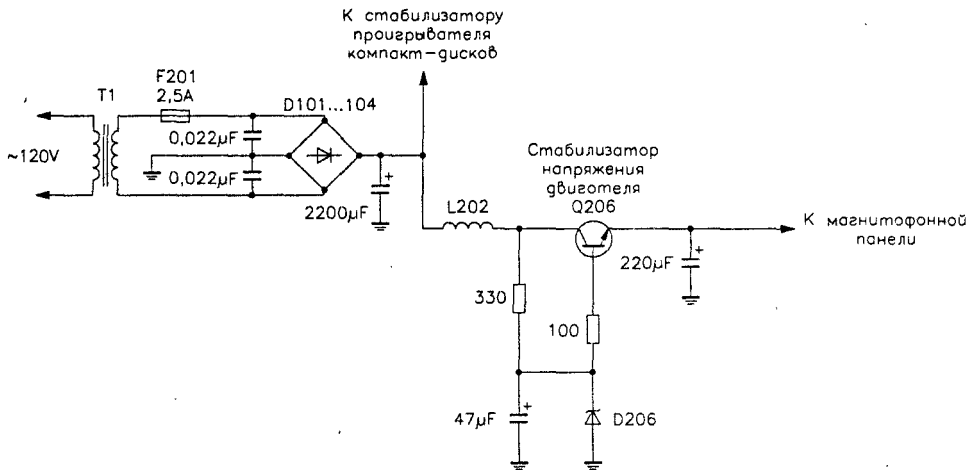 К стабилизатору
проигрывателя
компакт-дисков
F201
2,5A
T1
D101...104
0,022µF
~120V
0,022µF
2200µF
Стабилизатор
напряжения
двиготеля
Q206
L202
К магнитофонной
панели
220µF
330
100
47µF
D206